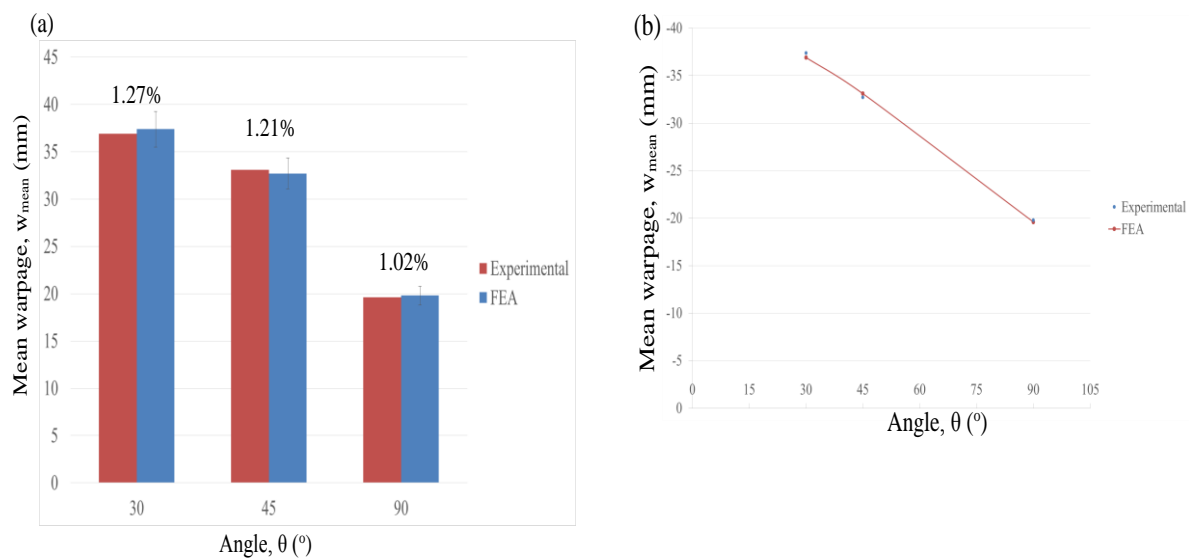 (a)
45
40
35
30
25
20
15
10
5
0
Mean warpage, wmean (mm)
1.27%
1.21%
1.02%
Experimental
FEA
30 45 90
Angle, θ (º)
(b)
-40
-35
-30
-25
-20
-15
-10
-5
0
Mean warpage, wmean (mm)
Experimental
FEA
0 15 30 45 60 75 90 105
Angle, θ (º)